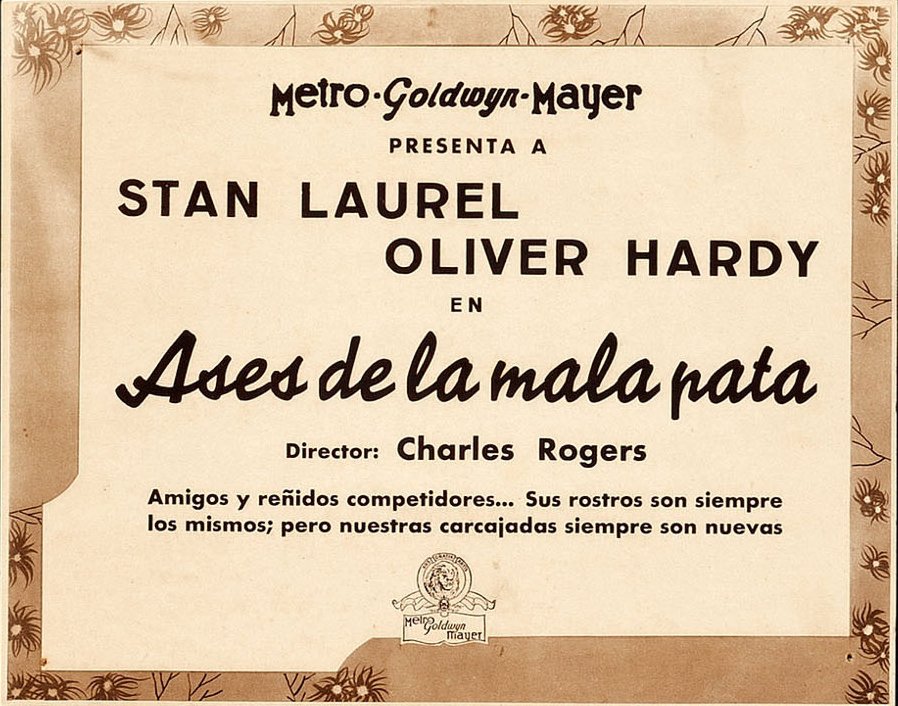 Metro-Goldwyn-Mayer
PRESENTA A
STAN LAUREL
OLIVER HARDY
EN
Ases de la mala pata
Director: Charles Rogers
Amigos y reñidos competidores... Sus rostros son siempre
los mismos; pero nuestras carcajadas siempre son nuevas
Metro
Goldwyn
Mayer